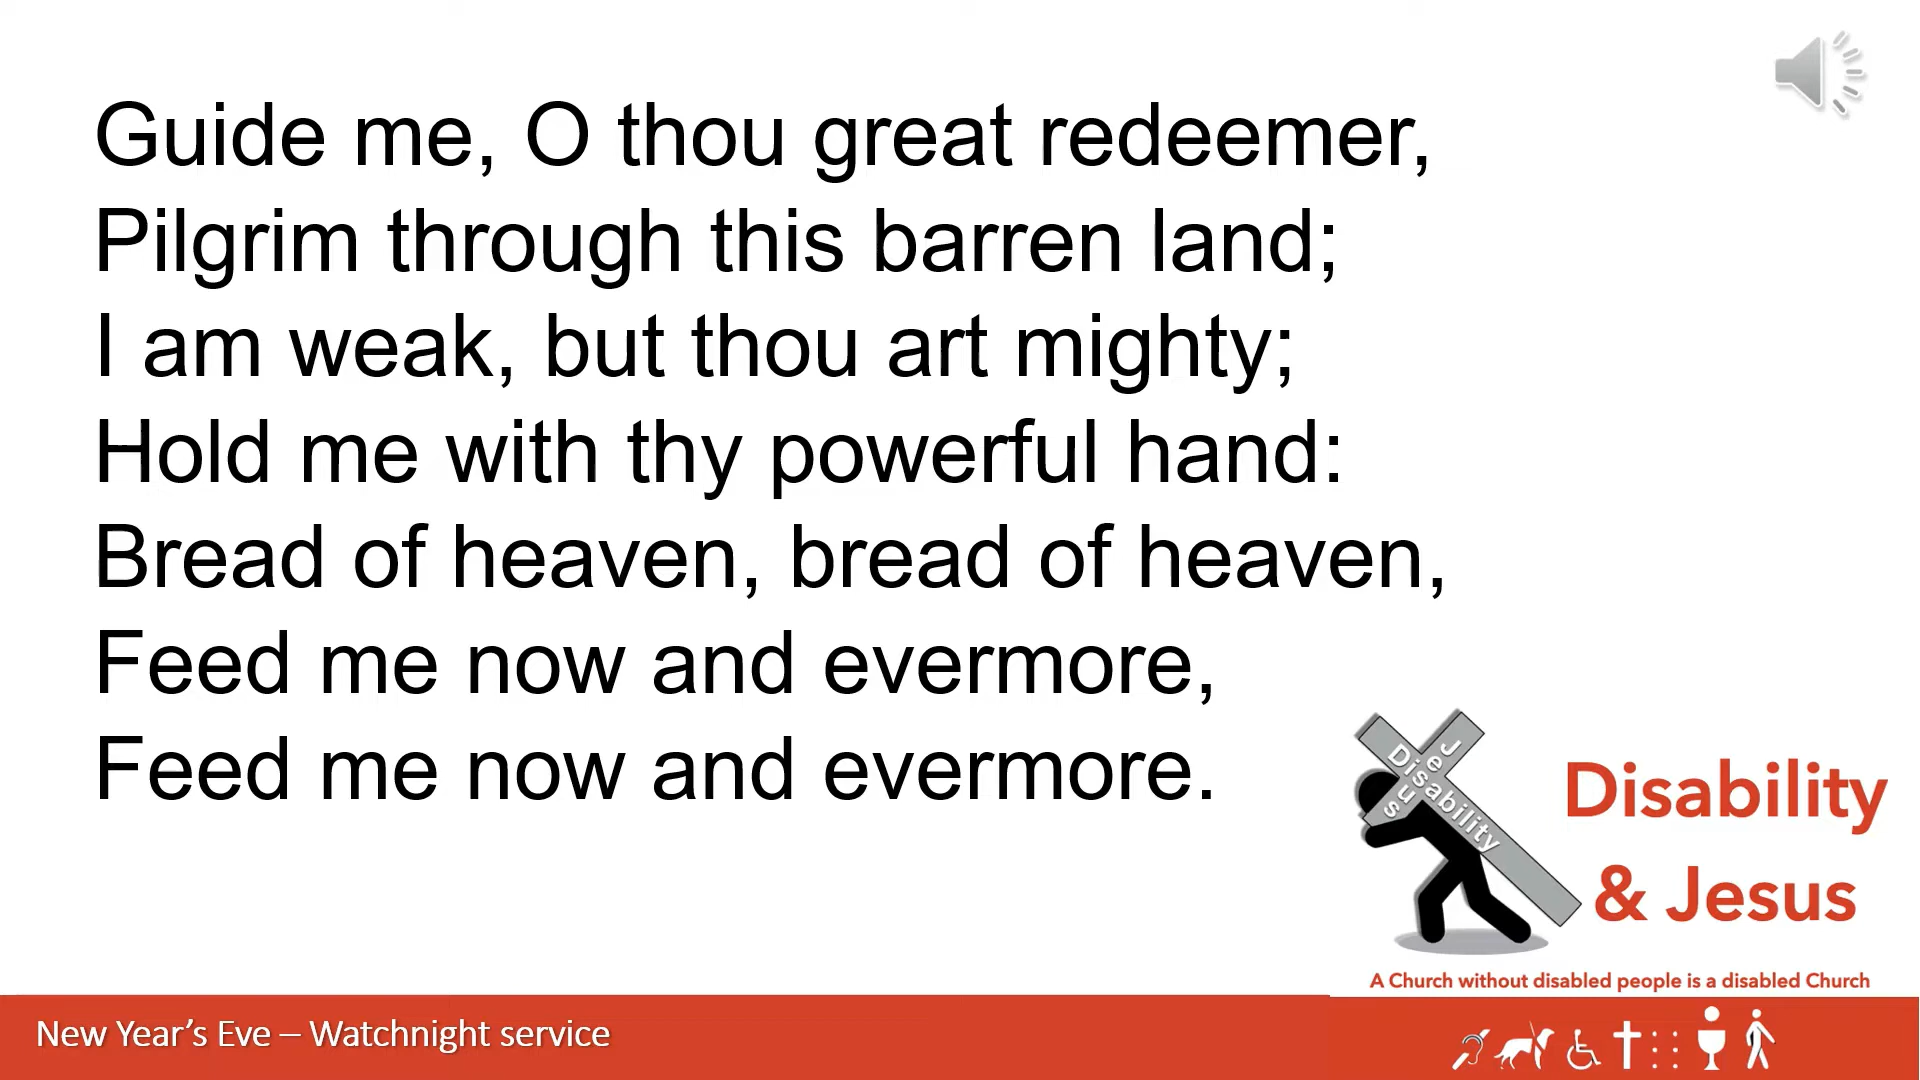 Guide me, O thou great redeemer,
Pilgrim through this barren land;
I am weak, but thou art mighty;
Hold me with thy powerful hand:
Bread of heaven, bread of heaven,
Feed me now and evermore,
Feed me now and evermore.
Jesus
Disability
Disability
& Jesus
A Church without disabled people is a disabled Church
New Year’s Eve – Watchnight service